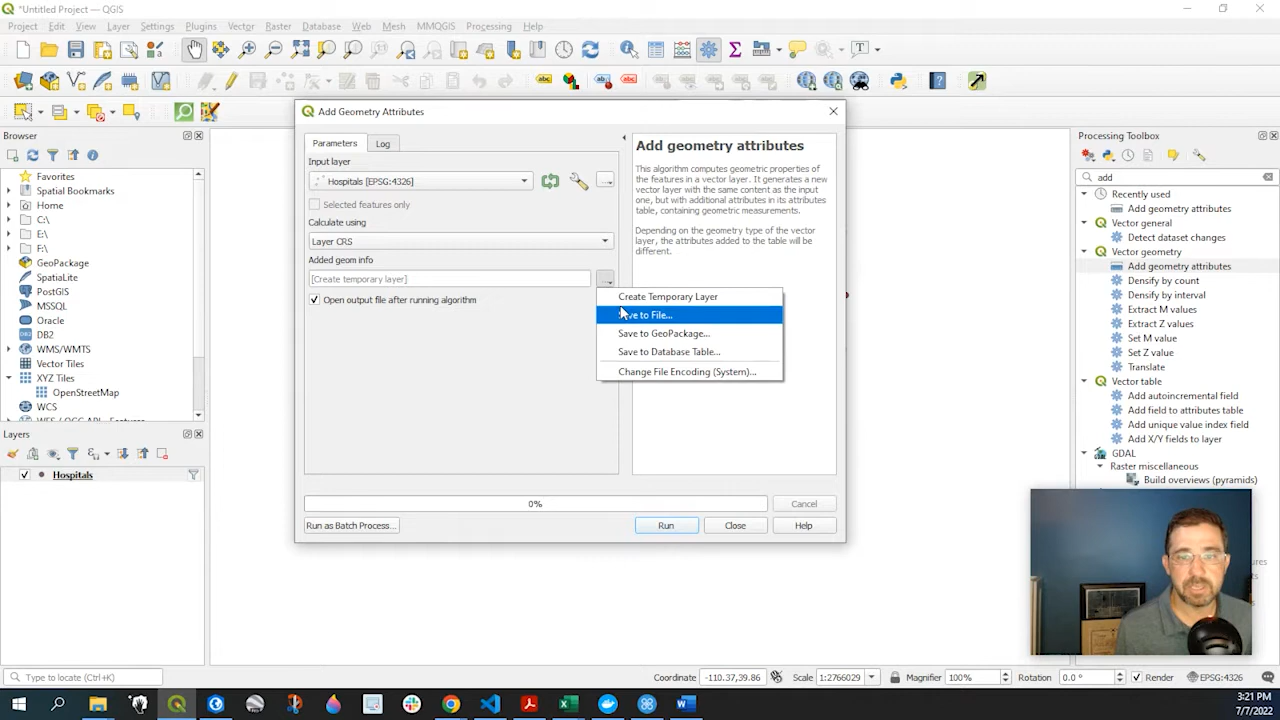 *Untitled Project — QGIS
Project Edit View Layer Settings Plugins Vector Raster Database Web Mesh MMQGIS Processing Help
Browser
Favorites
Spatial Bookmarks
Home
C:\
E:\
F:\
GeoPackage
SpatiaLite
PostGIS
MSSQL
Oracle
DB2
WMS/WMTS
Vector Tiles
XYZ Tiles
OpenStreetMap
WCS
WFS / OGC API - Features
Layers
Hospitals
Add Geometry Attributes
Parameters Log
Input layer
Hospitals [EPSG:4326]
Selected features only
Calculate using
Layer CRS
Added geom info
[Create temporary layer]
Open output file after running algorithm
Create Temporary Layer
Save to File...
Save to GeoPackage...
Save to Database Table...
Change File Encoding (System)...
Add geometry attributes
This algorithm computes geometric properties of
the features in a vector layer. It generates a new
vector layer with the same content as the input
one, but with additional attributes in its attributes
table, containing geometric measurements.
Depending on the geometry type of the vector
layer, the attributes added to the table will be
different.
0%
Cancel
Run as Batch Process...
Run
Close
Help
Processing Toolbox
add
Recently used
Add geometry attributes
Vector general
Detect dataset changes
Vector geometry
Add geometry attributes
Densify by count
Densify by interval
Extract M values
Extract Z values
Set M value
Set Z value
Translate
Vector table
Add autoincremental field
Add field to attributes table
Add unique value index field
Add X/Y fields to layer
GDAL
Raster miscellaneous
Build overviews (pyramids)
Type to locate (Ctrl+K)
Coordinate -110.37,39.86 Scale 1:2766029 Magnifier 100% Rotation 0.0 ° Render EPSG:4326
3:21 PM
7/7/2022